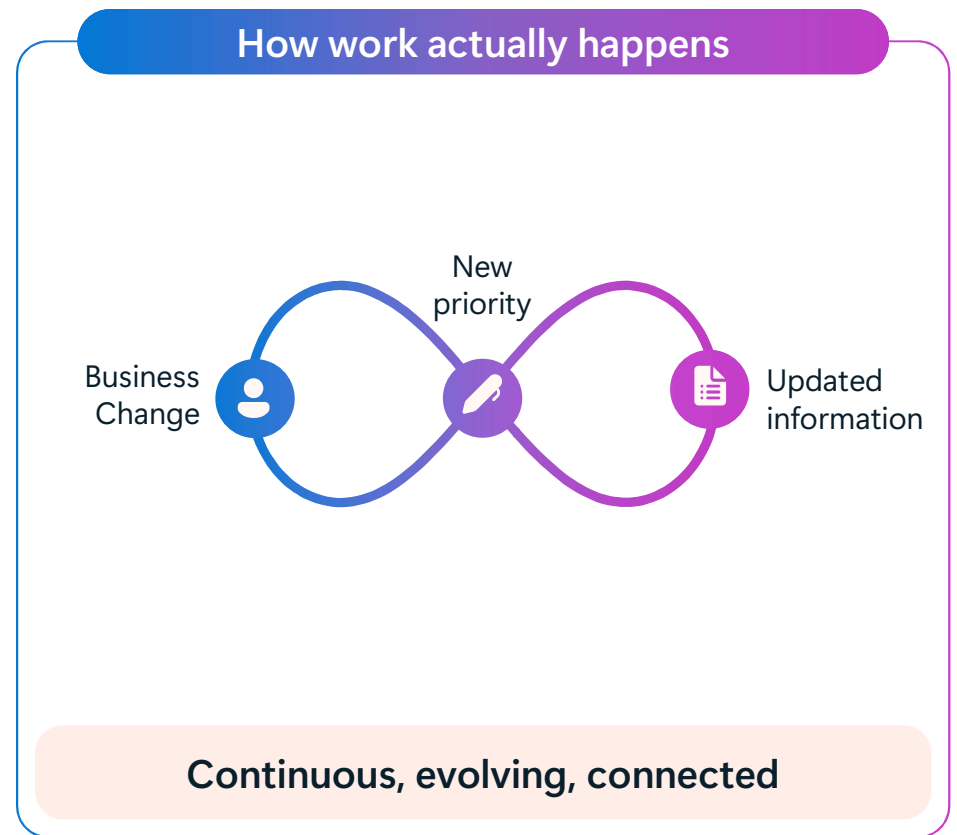 How work actually happens
New
priority
Business
Change
Updated
information
Continuous, evolving, connected